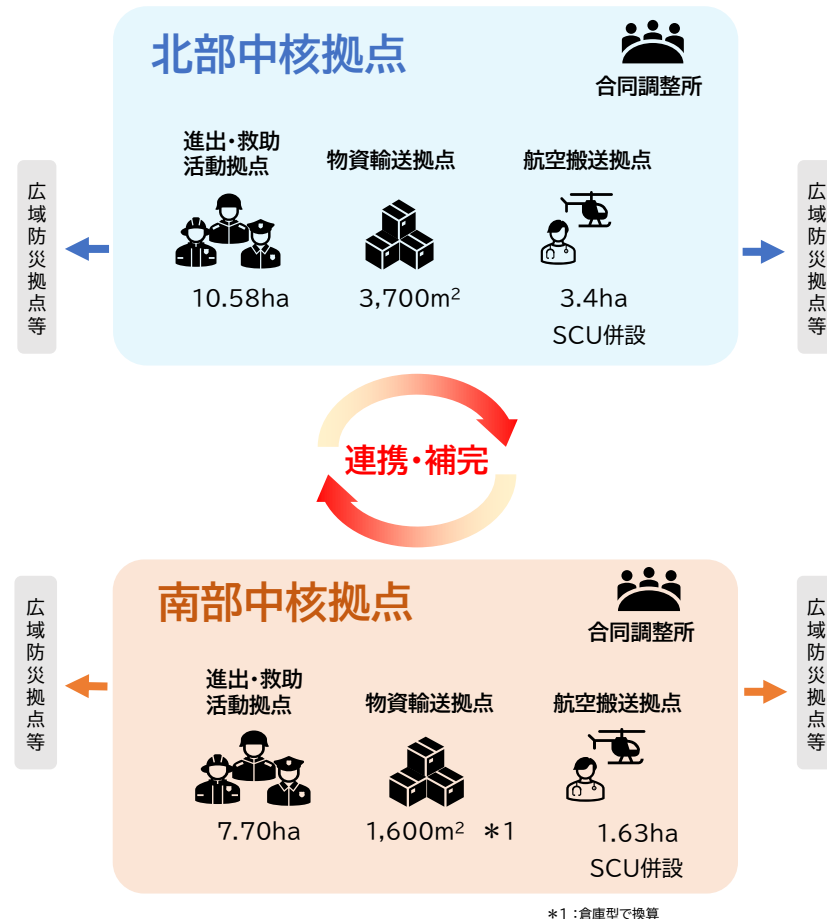 北部中核拠点
合同調整所
進出・救助
活動拠点
物資輸送拠点
航空搬送拠点
10.58ha
3,700m²
3.4ha
SCU併設
広域防災拠点等
広域防災拠点等
連携・補完
南部中核拠点
合同調整所
進出・救助
活動拠点
物資輸送拠点
航空搬送拠点
7.70ha
1,600m² *1
1.63ha
SCU併設
広域防災拠点等
広域防災拠点等
*1：倉庫型で換算